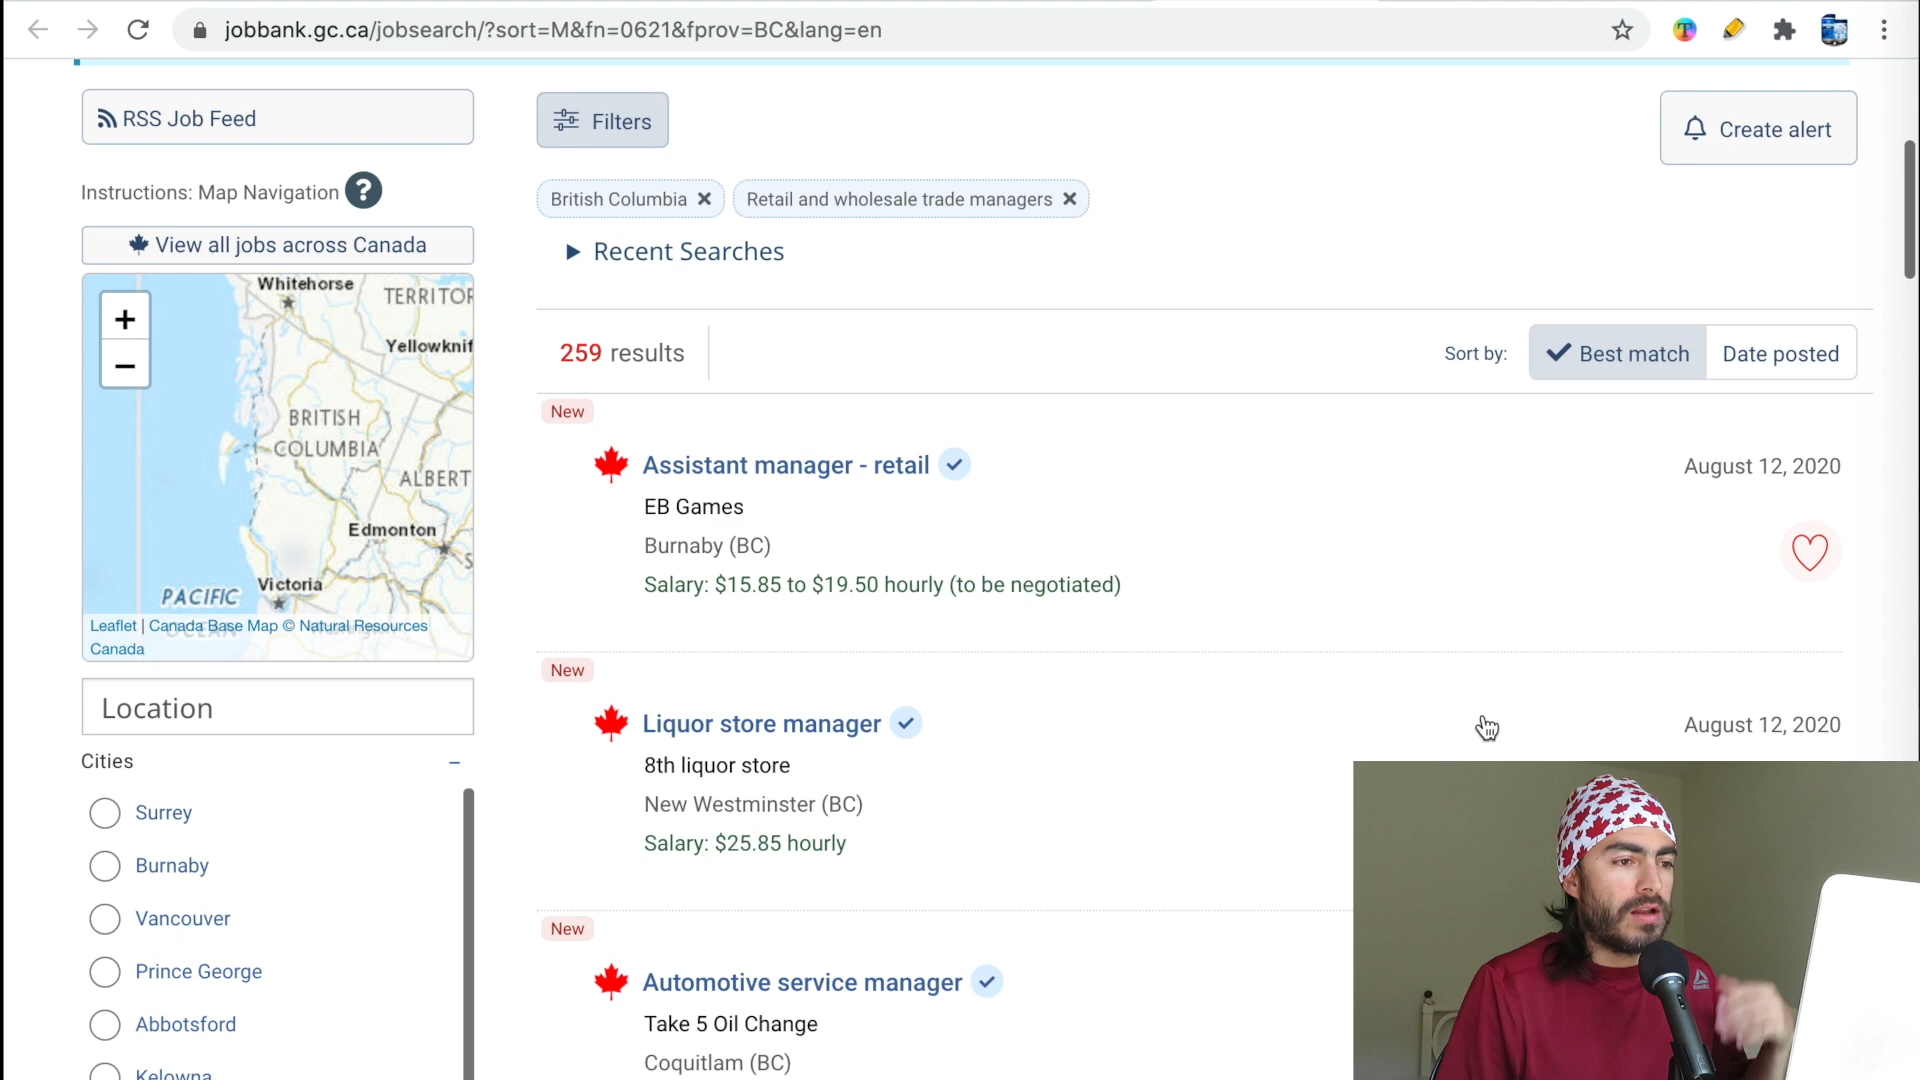 jobbank.gc.ca/jobsearch/?sort=M&fn=0621&fprov=BC&lang=en
RSS Job Feed
Filters
Create alert
Instructions: Map Navigation ?
British Columbia ✕
Retail and wholesale trade managers ✕
View all jobs across Canada
Recent Searches
Whitehorse
TERRITOR
Yellowknif
+
−
BRITISH
COLUMBIA
ALBERT
Edmonton
S
Victoria
PACIFIC
OCEAN
Leaflet | Canada Base Map © Natural Resources
Canada
259 results
Sort by:
Best match
Date posted
New
Assistant manager - retail
August 12, 2020
EB Games
Burnaby (BC)
Salary: $15.85 to $19.50 hourly (to be negotiated)
New
Liquor store manager
August 12, 2020
8th liquor store
New Westminster (BC)
Salary: $25.85 hourly
New
Automotive service manager
Take 5 Oil Change
Coquitlam (BC)
Location
Cities
Surrey
Burnaby
Vancouver
Prince George
Abbotsford
Kelowna